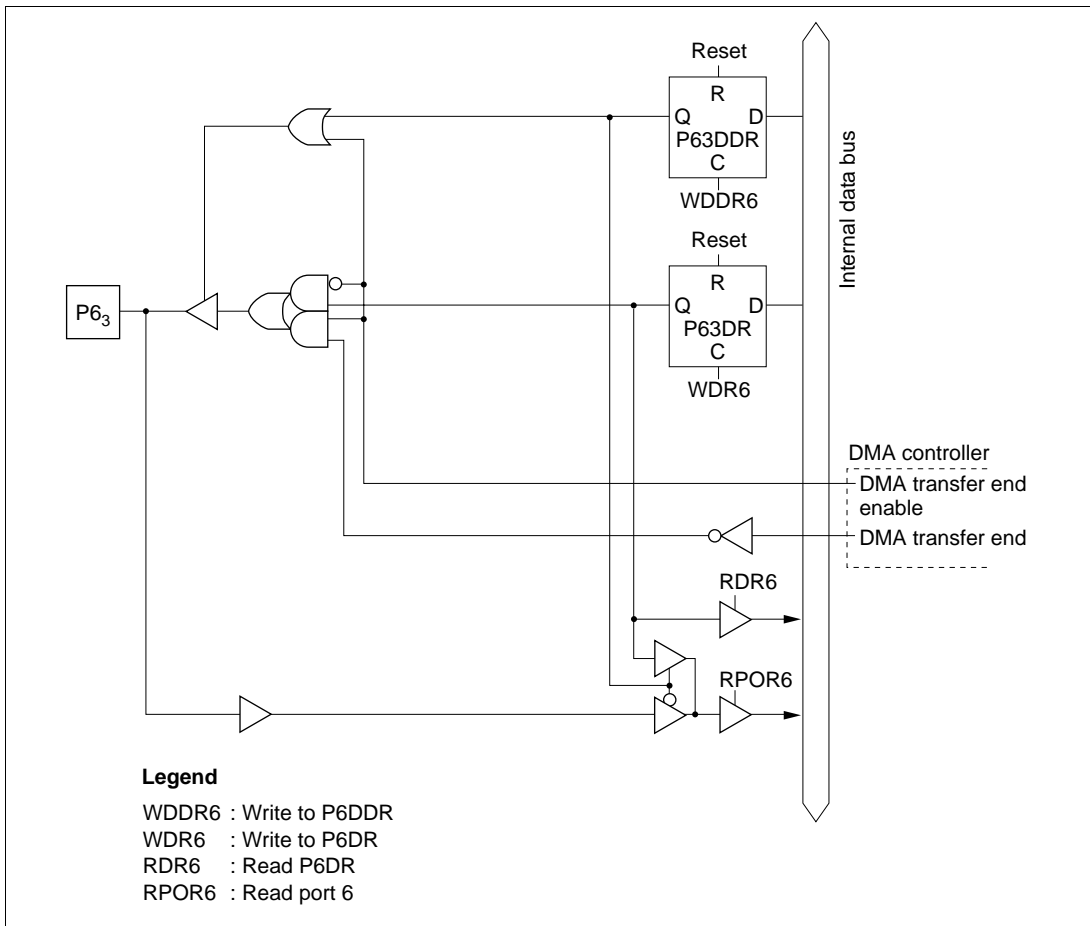 Reset
R
Q D
P63DDR
C
WDDR6
Internal data bus
Reset
R
P6₃
Q D
P63DR
C
WDR6
DMA controller
DMA transfer end
enable
DMA transfer end
RDR6
RPOR6
Legend
WDDR6 : Write to P6DDR
WDR6 : Write to P6DR
RDR6 : Read P6DR
RPOR6 : Read port 6